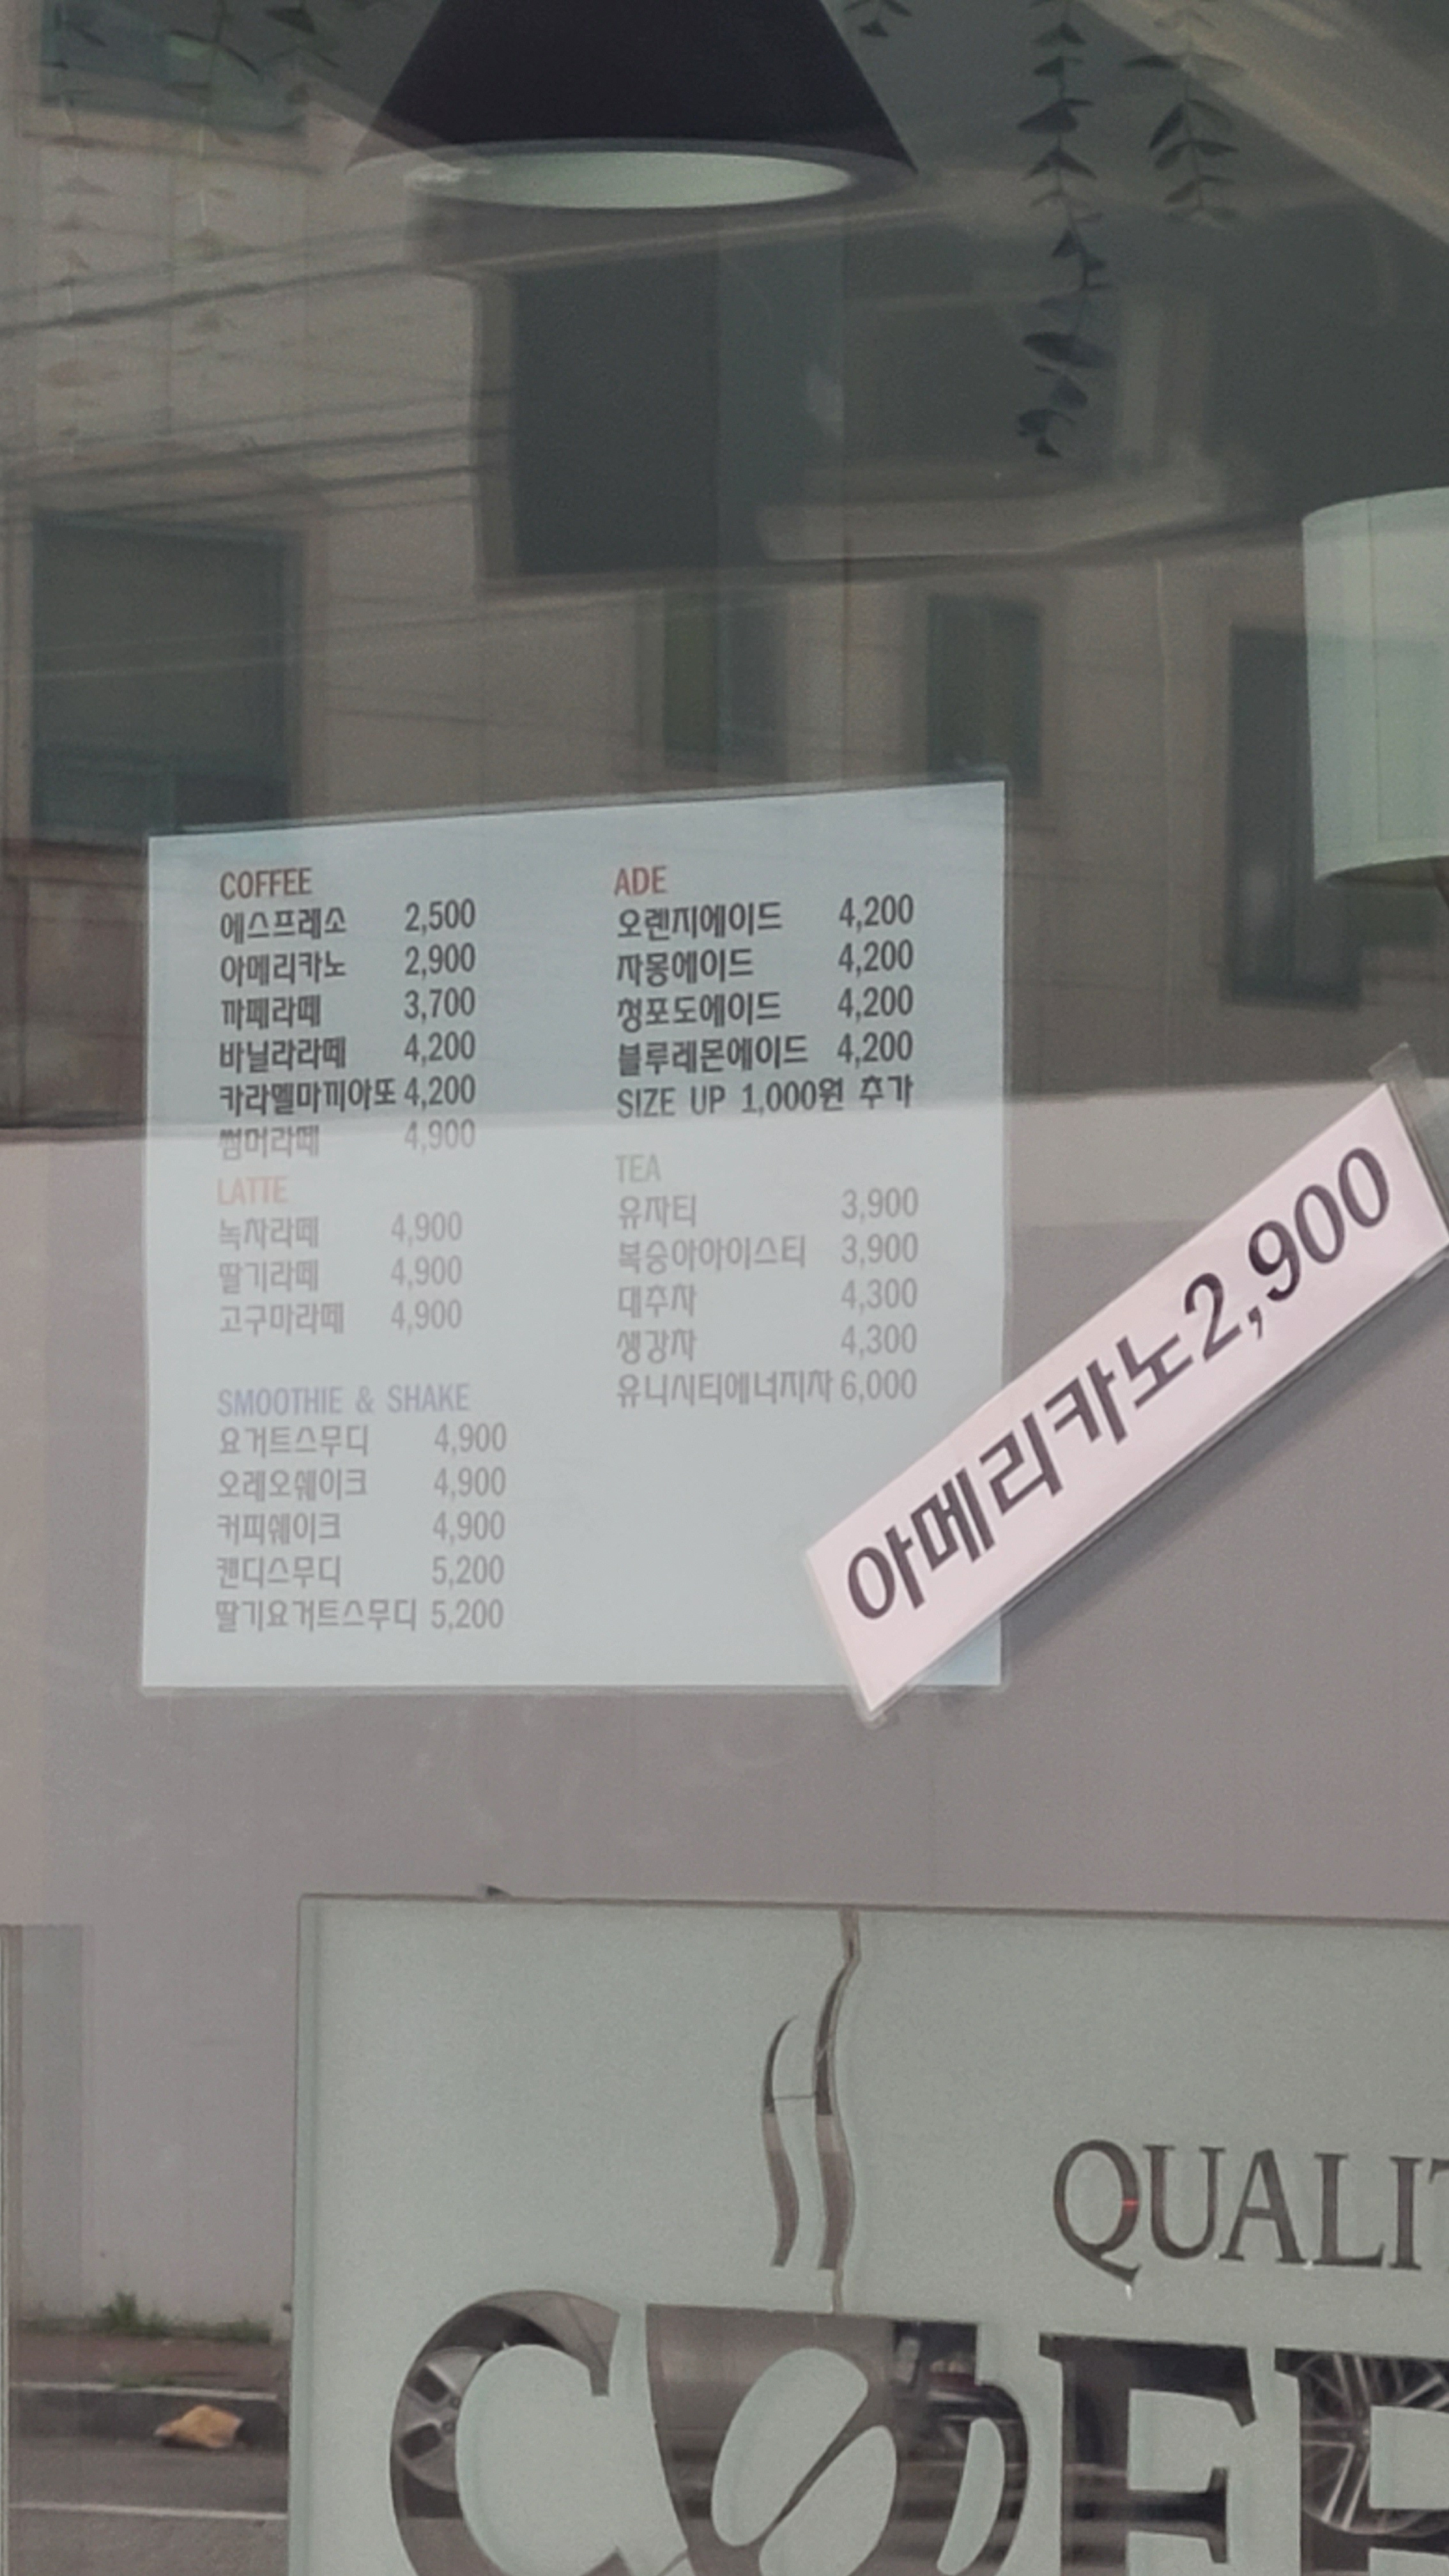 COFFEE
에스프레소 2,500
아메리카노 2,900
까페라떼 3,700
바닐라라떼 4,200
카라멜마끼아또 4,200
썸머라떼 4,900
LATTE
녹차라떼 4,900
딸기라떼 4,900
고구마라떼 4,900
SMOOTHIE & SHAKE
요거트스무디 4,900
오레오쉐이크 4,900
커피쉐이크 4,900
캔디스무디 5,200
딸기요거트스무디 5,200
ADE
오렌지에이드 4,200
자몽에이드 4,200
청포도에이드 4,200
블루레몬에이드 4,200
SIZE UP 1,000원 추가
TEA
유자티 3,900
복숭아아이스티 3,900
대추차 4,300
생강차 4,300
유니시티에너지차 6,000
아메리카노2,900
QUALIT
COFF